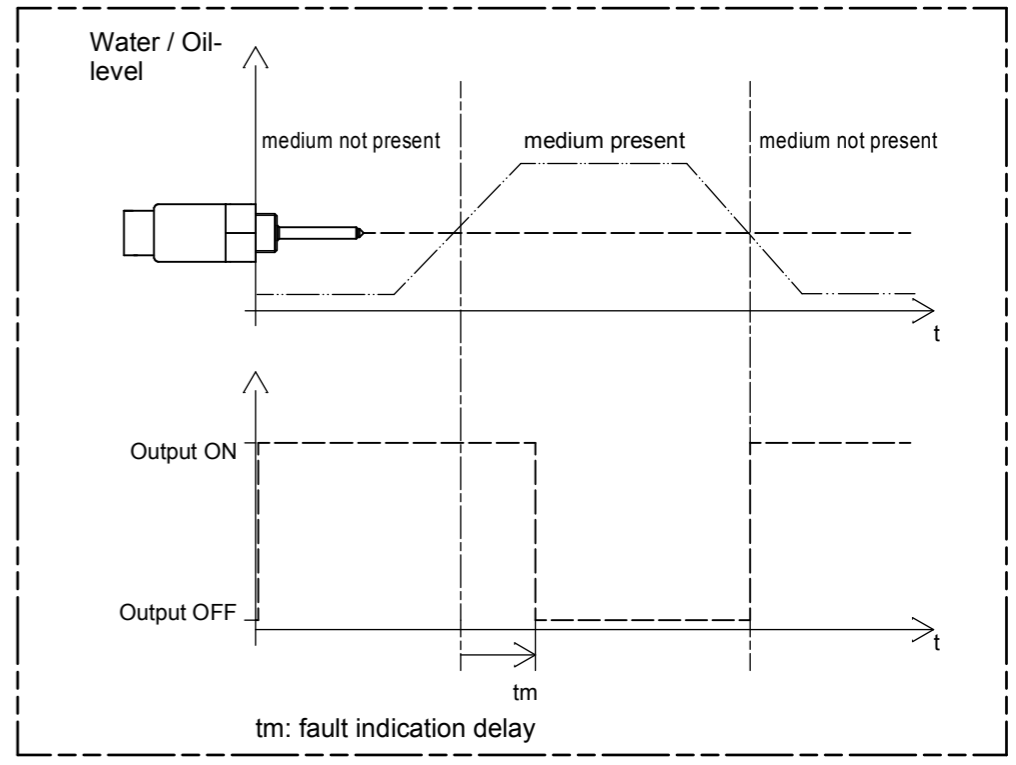 Water / Oil-
level
medium not present
medium present
medium not present
t
Output ON
Output OFF
t
tm
tm: fault indication delay